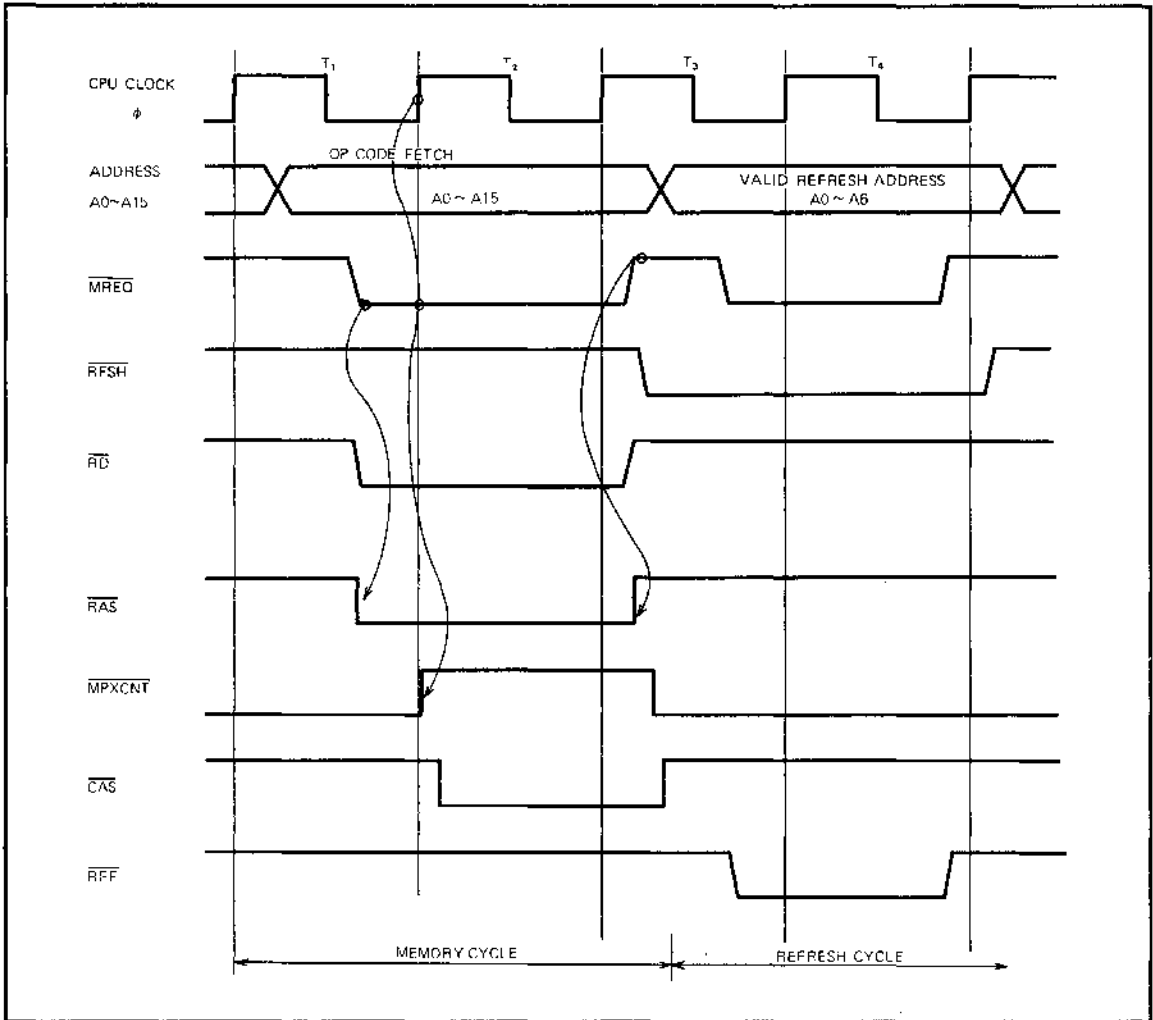 T₁ T₂ T₃ T₄
CPU CLOCK
φ
OP CODE FETCH
ADDRESS
VALID REFRESH ADDRESS
A0~A15
A0~A15
A0~A6
MREQ
RFSH
RD
RAS
MPXCNT
CAS
REF
MEMORY CYCLE
REFRESH CYCLE